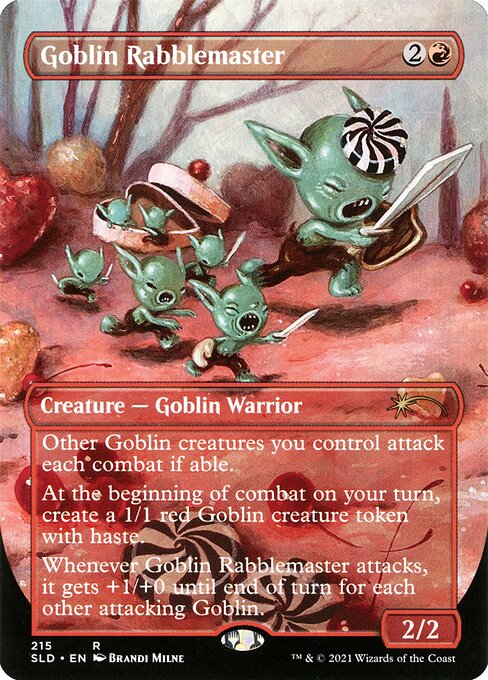 Goblin Rabblemaster 2
Creature — Goblin Warrior
Other Goblin creatures you control attack
each combat if able.
At the beginning of combat on your turn,
create a 1/1 red Goblin creature token
with haste.
Whenever Goblin Rabblemaster attacks,
it gets +1/+0 until end of turn for each
other attacking Goblin.
2/2
215 R
SLD • EN Brandi Milne
™ & © 2021 Wizards of the Coast